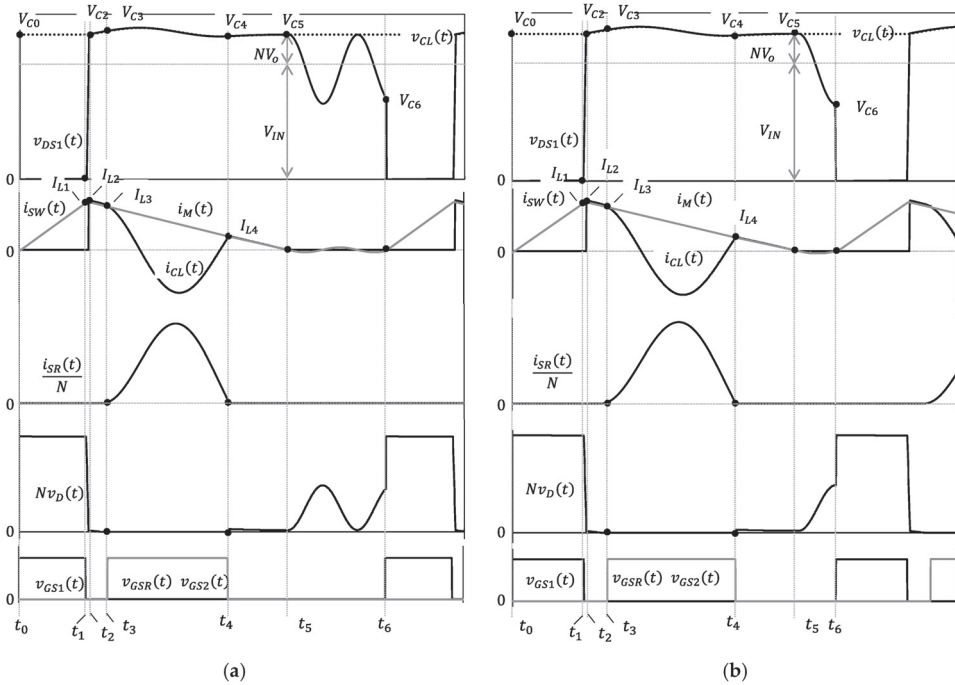 V_C0 V_C2 V_C3 V_C4 V_C5 v_CL(t)
NV_o
V_C6
V_IN
v_DS1(t)
0
I_L1 I_L2 I_L3
i_SW(t) i_M(t) I_L4
0
i_CL(t)
i_SR(t)
N
0
Nv_D(t)
0
v_GS1(t) v_GSR(t) v_GS2(t)
0
t_0 t_1 t_2 t_3 t_4 t_5 t_6
(a)
V_C0 V_C2 V_C3 V_C4 V_C5 v_CL(t)
NV_o
V_C6
V_IN
v_DS1(t)
0
I_L1 I_L2 I_L3
i_SW(t) i_M(t) I_L4
0
i_CL(t)
i_SR(t)
N
0
Nv_D(t)
0
v_GS1(t) v_GSR(t) v_GS2(t)
0
t_0 t_1 t_2 t_3 t_4 t_5 t_6
(b)